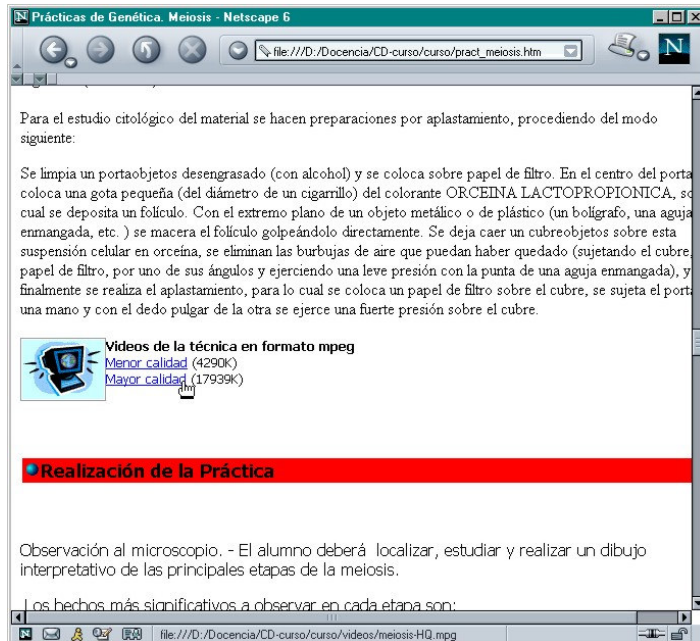 Prácticas de Genética. Meiosis - Netscape 6
file:///D:/Docencia/CD-curso/curso/pract_meiosis.htm
Para el estudio citológico del material se hacen preparaciones por aplastamiento, procediendo del modo
siguiente:
Se limpia un portaobjetos desengrasado (con alcohol) y se coloca sobre papel de filtro. En el centro del porta
coloca una gota pequeña (del diámetro de un cigarrillo) del colorante ORCEINA LACTOPROPIONICA, so
cual se deposita un folículo. Con el extremo plano de un objeto metálico o de plástico (un bolígrafo, una aguja
enmangada, etc. ) se macera el folículo golpeándolo directamente. Se deja caer un cubreobjetos sobre esta
suspensión celular en orceína, se eliminan las burbujas de aire que puedan haber quedado (sujetando el cubre,
papel de filtro, por uno de sus ángulos y ejerciendo una leve presión con la punta de una aguja enmangada), y
finalmente se realiza el aplastamiento, para lo cual se coloca un papel de filtro sobre el cubre, se sujeta el porta
una mano y con el dedo pulgar de la otra se ejerce una fuerte presión sobre el cubre.
Videos de la técnica en formato mpeg
Menor calidad (4290K)
Mayor calidad (17939K)
Realización de la Práctica
Observación al microscopio. - El alumno deberá localizar, estudiar y realizar un dibujo
interpretativo de las principales etapas de la meiosis.
Los hechos más significativos a observar en cada etapa son:
file:///D:/Docencia/CD-curso/curso/videos/meiosis-HQ.mpg